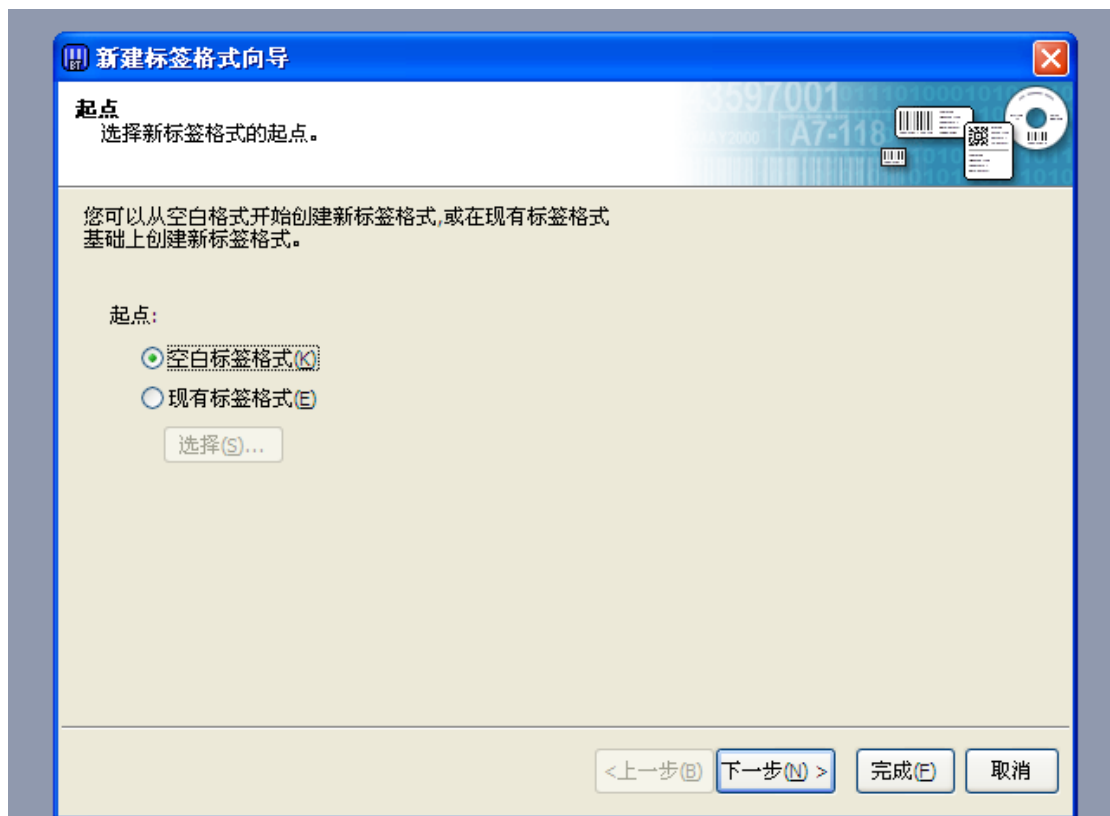 新建标签格式向导
起点
选择新标签格式的起点。
3597001
A7-118
您可以从空白格式开始创建新标签格式,或在现有标签格式
基础上创建新标签格式。
起点:
空白标签格式(K)
现有标签格式(E)
选择(S)...
<上一步(B) 下一步(N) > 完成(F) 取消